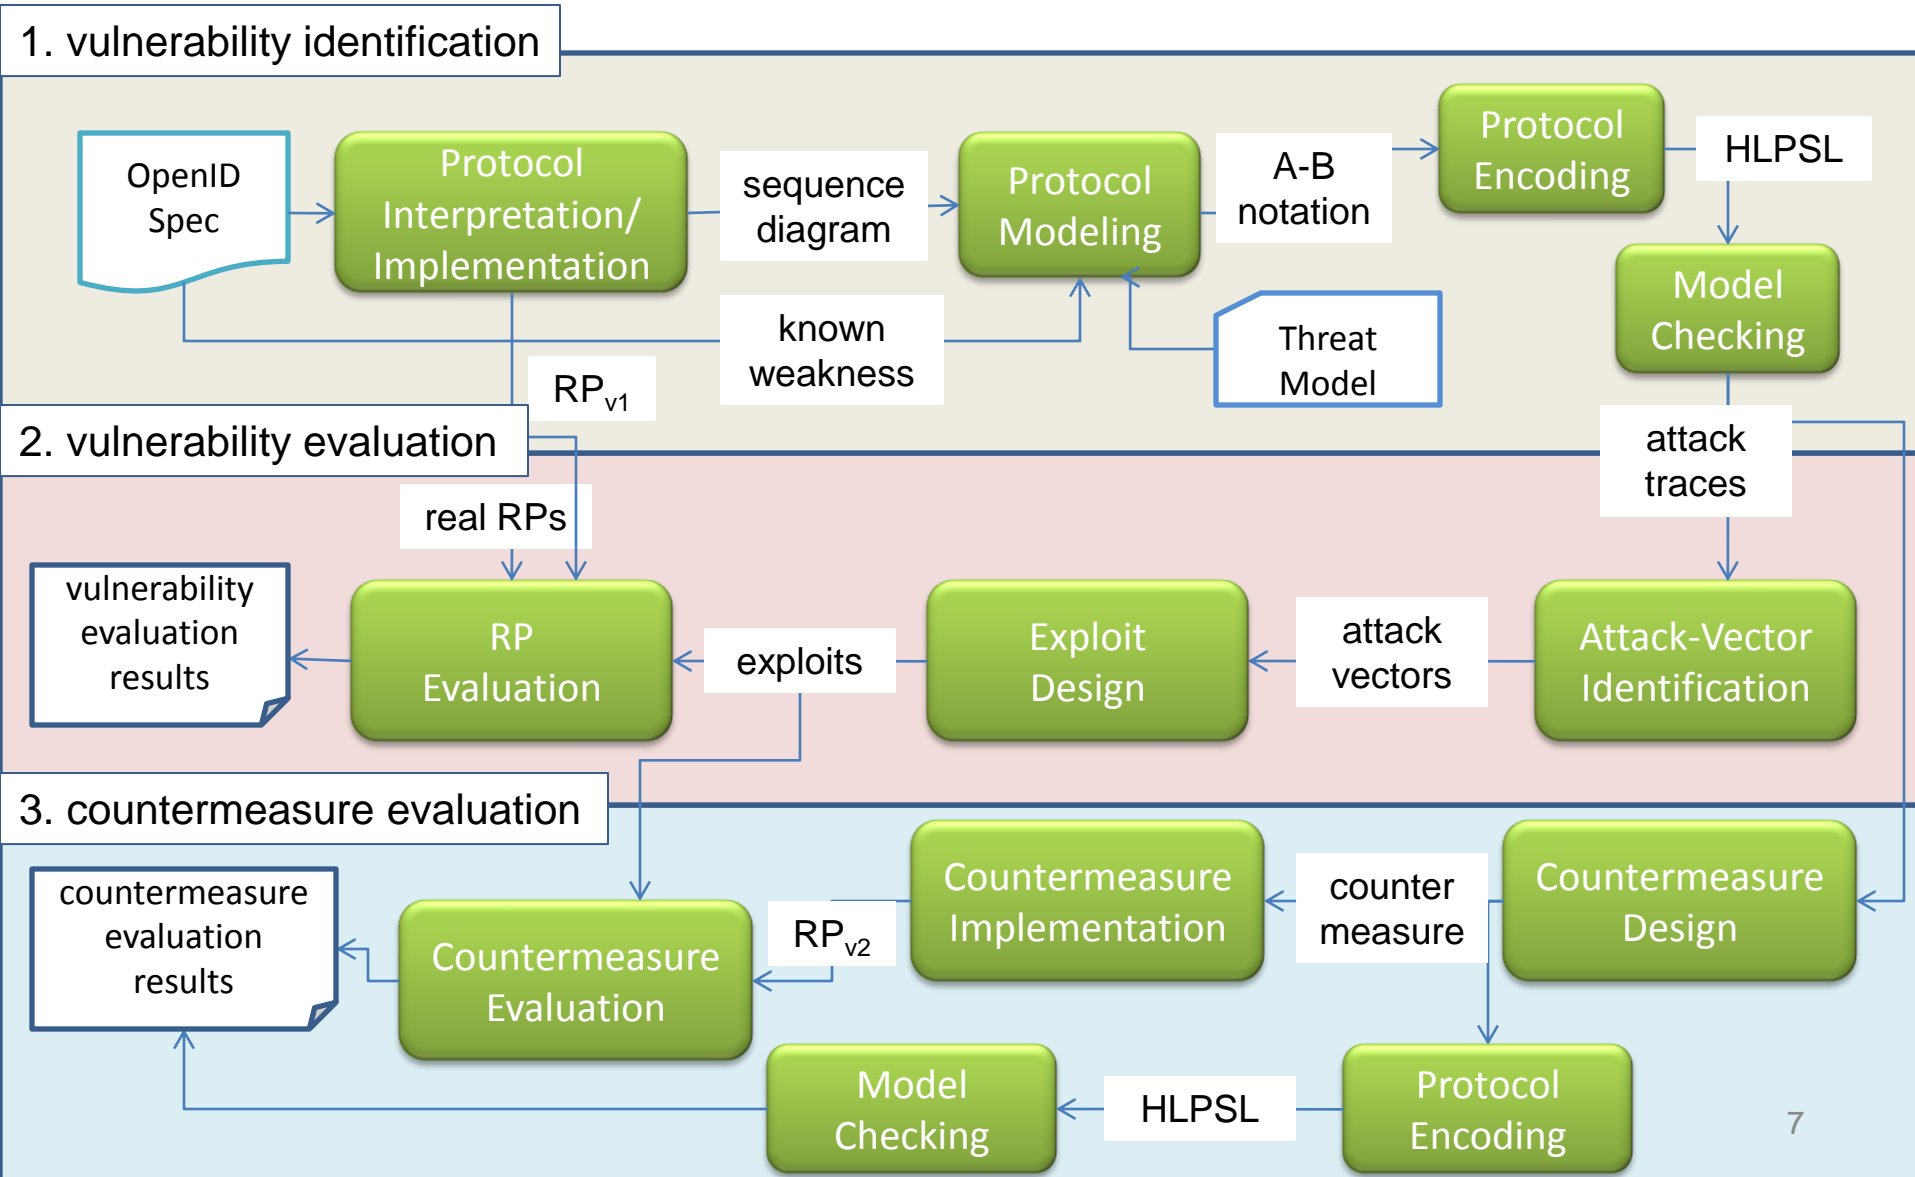 1. vulnerability identification
OpenID
Spec
Protocol
Interpretation/
Implementation
sequence
diagram
Protocol
Modeling
A-B
notation
Protocol
Encoding
HLPSL
Model
Checking
known
weakness
Threat
Model
RPv1
attack
traces
2. vulnerability evaluation
real RPs
vulnerability
evaluation
results
RP
Evaluation
exploits
Exploit
Design
attack
vectors
Attack-Vector
Identification
3. countermeasure evaluation
countermeasure
evaluation
results
Countermeasure
Evaluation
RPv2
Countermeasure
Implementation
counter
measure
Countermeasure
Design
Model
Checking
HLPSL
Protocol
Encoding
7